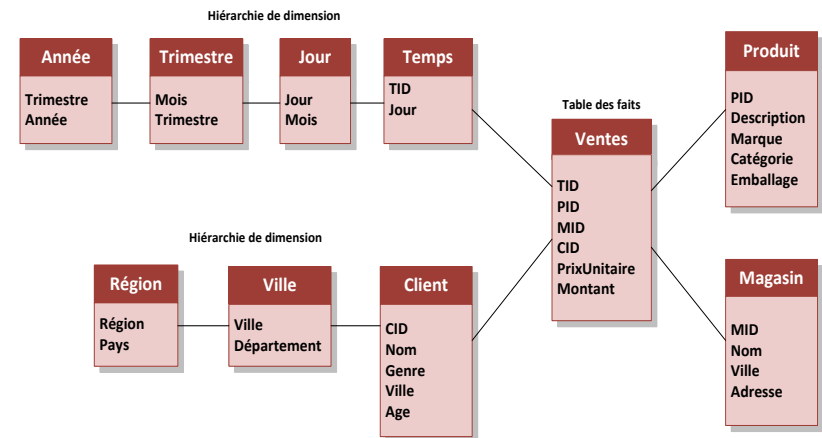 Hiérarchie de dimension
Année
Trimestre
Année
Trimestre
Mois
Trimestre
Jour
Jour
Mois
Temps
TID
Jour
Produit
PID
Description
Marque
Catégorie
Emballage
Table des faits
Ventes
TID
PID
MID
CID
PrixUnitaire
Montant
Hiérarchie de dimension
Région
Région
Pays
Ville
Ville
Département
Client
CID
Nom
Genre
Ville
Age
Magasin
MID
Nom
Ville
Adresse